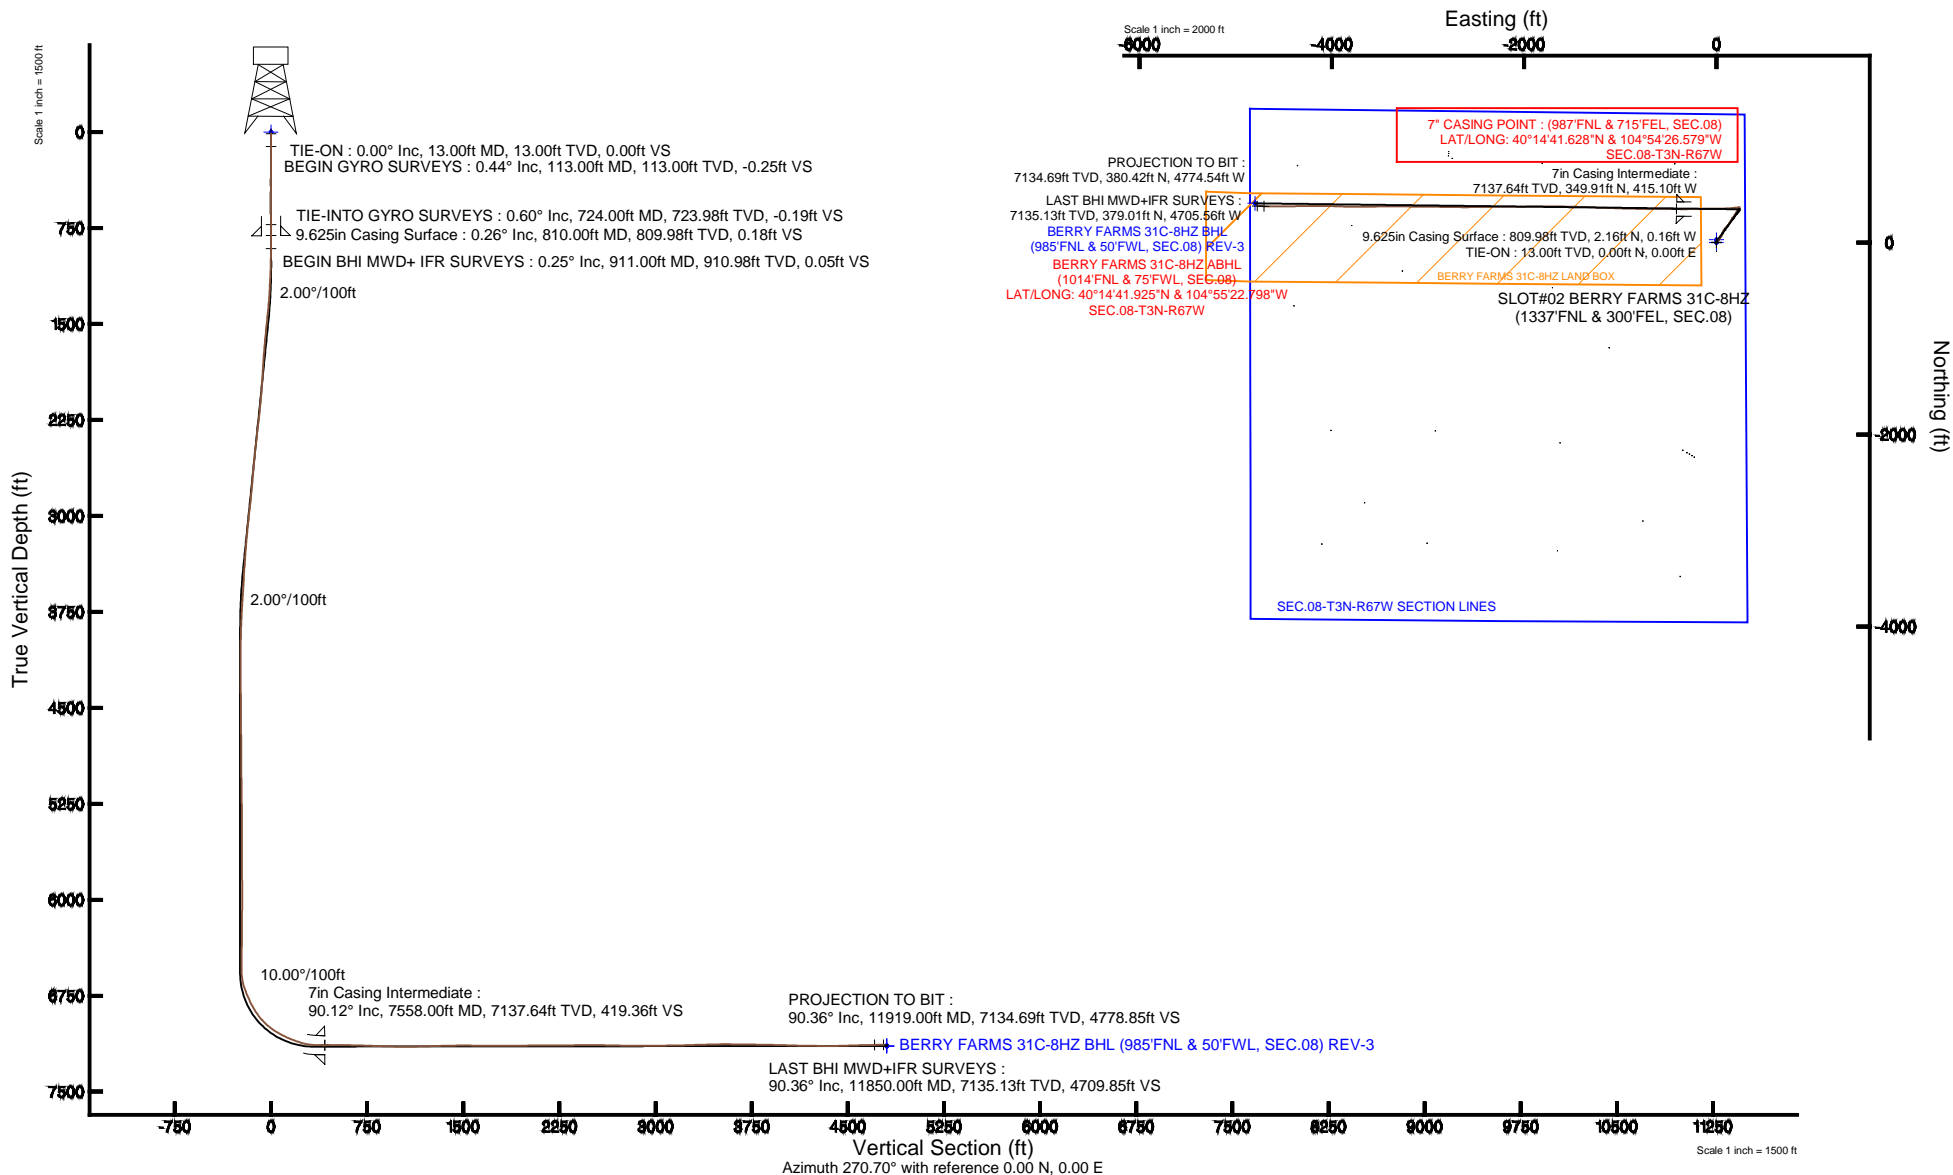 Scale 1 inch = 1500 ft
True Vertical Depth (ft)
0
750
1500
2250
3000
3750
4500
5250
6000
6750
7500
TIE-ON : 0.00° Inc, 13.00ft MD, 13.00ft TVD, 0.00ft VS
BEGIN GYRO SURVEYS : 0.44° Inc, 113.00ft MD, 113.00ft TVD, -0.25ft VS
TIE-INTO GYRO SURVEYS : 0.60° Inc, 724.00ft MD, 723.98ft TVD, -0.19ft VS
9.625in Casing Surface : 0.26° Inc, 810.00ft MD, 809.98ft TVD, 0.18ft VS
BEGIN BHI MWD+ IFR SURVEYS : 0.25° Inc, 911.00ft MD, 910.98ft TVD, 0.05ft VS
2.00°/100ft
2.00°/100ft
10.00°/100ft
7in Casing Intermediate :
90.12° Inc, 7558.00ft MD, 7137.64ft TVD, 419.36ft VS
PROJECTION TO BIT :
90.36° Inc, 11919.00ft MD, 7134.69ft TVD, 4778.85ft VS
BERRY FARMS 31C-8HZ BHL (985'FNL & 50'FWL, SEC.08) REV-3
LAST BHI MWD+IFR SURVEYS :
90.36° Inc, 11850.00ft MD, 7135.13ft TVD, 4709.85ft VS
-750
0
750
1500
2250
3000
3750
4500
5250
6000
6750
7500
8250
9000
9750
10500
11250
Vertical Section (ft)
Azimuth 270.70° with reference 0.00 N, 0.00 E
Scale 1 inch = 1500 ft
Easting (ft)
Scale 1 inch = 2000 ft
-6000
-4000
-2000
0
7" CASING POINT : (987'FNL & 715'FEL, SEC.08)
LAT/LONG: 40°14'41.628"N & 104°54'26.579"W
SEC.08-T3N-R67W
PROJECTION TO BIT :
7134.69ft TVD, 380.42ft N, 4774.54ft W
7in Casing Intermediate :
7137.64ft TVD, 349.91ft N, 415.10ft W
LAST BHI MWD+IFR SURVEYS :
7135.13ft TVD, 379.01ft N, 4705.56ft W
BERRY FARMS 31C-8HZ BHL
(985'FNL & 50'FWL, SEC.08) REV-3
9.625in Casing Surface : 809.98ft TVD, 2.16ft N, 0.16ft W
TIE-ON : 13.00ft TVD, 0.00ft N, 0.00ft E
BERRY FARMS 31C-8HZ ABHL
(1014'FNL & 75'FWL, SEC.08)
LAT/LONG: 40°14'41.925"N & 104°55'22.798"W
SEC.08-T3N-R67W
BERRY FARMS 31C-8HZ LAND BOX
SLOT#02 BERRY FARMS 31C-8HZ
(1337'FNL & 300'FEL, SEC.08)
SEC.08-T3N-R67W SECTION LINES
0
-2000
-4000
Northing (ft)